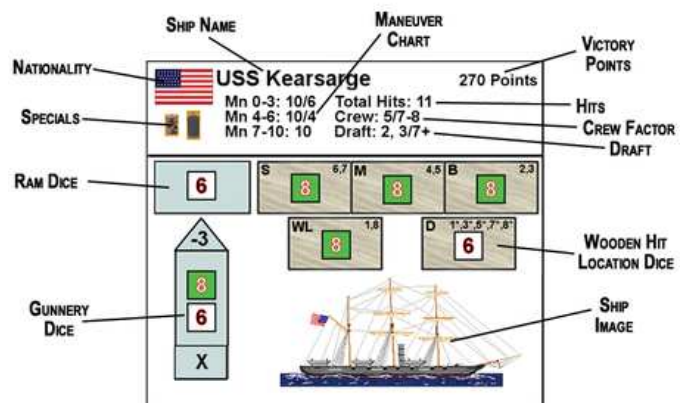 SHIP NAME
MANEUVER
CHART
VICTORY
POINTS
NATIONALITY
USS Kearsarge
270 Points
Mn 0-3: 10/6
Total Hits: 11
HITS
SPECIALS
Mn 4-6: 10/4
Crew: 5/7-8
CREW FACTOR
Mn 7-10: 10
Draft: 2, 3/7+
DRAFT
RAM DICE
6
S
6,7
8
M
4,5
8
B
2,3
8
WL
1,8
8
D
1*,3*,5*,7*,8*
6
WOODEN HIT
LOCATION DICE
-3
8
6
X
GUNNERY
DICE
SHIP
IMAGE